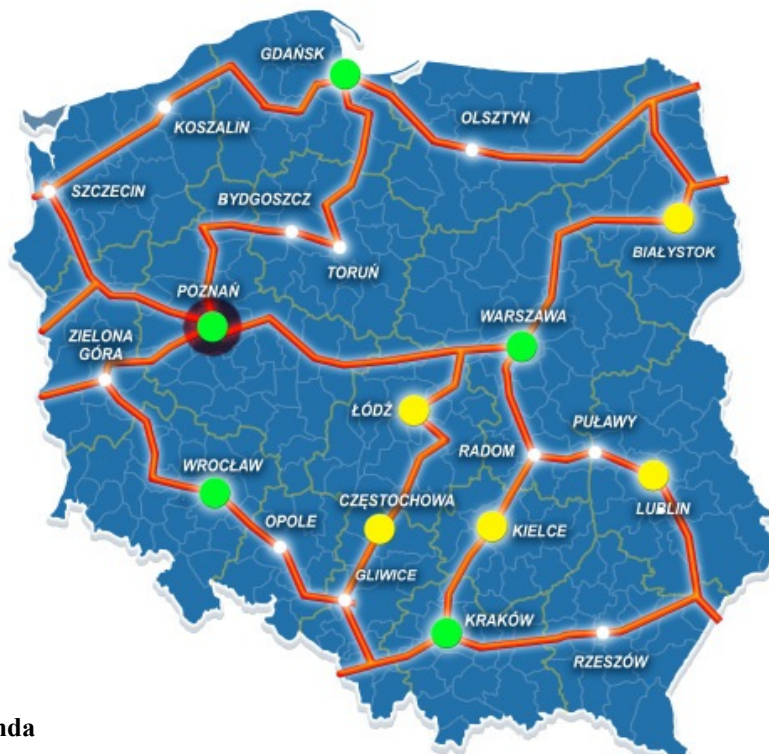 GDAŃSK
KOSZALIN
OLSZTYN
SZCZECIN
BYDGOSZCZ
BIAŁYSTOK
TORUŃ
POZNAŃ
WARSZAWA
ZIELONA
GÓRA
ŁÓDŹ
PUŁAWY
RADOM
WROCŁAW
CZĘSTOCHOWA
LUBLIN
OPOLE
KIELCE
GLIWICE
KRAKÓW
RZESZÓW
nda